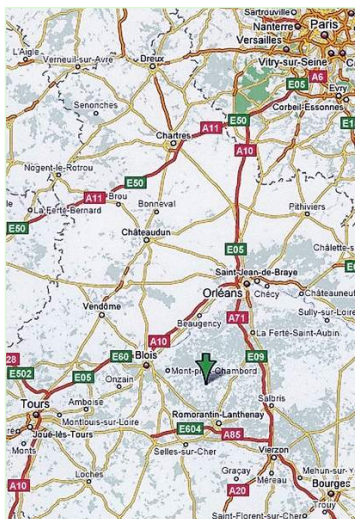 Sartrouville
Paris
Nanterre
Versailles
L'Aigle
Verneuil-sur-Avre
Dreux
Vitry-sur-Seine
A6
E05
Evry
Corbeil-Essonnes
Senonches
E50
Chartres
A11
A10
Nogent-le-Rotrou
E50
A11
Brou
Bonneval
La Ferté-Bernard
E50
Pithiviers
Châteaudun
E05
Châlette-s
Saint-Jean-de-Braye
Orléans
Chécy
Châteauneuf
Vendôme
A71
Sully-sur-Loire
Beaugency
A10
La Ferté-Saint-Aubin
28
E60
Blois
E09
E502
E05
Onzain
Chambord
Tours
Amboise
Salbris
Montlouis-sur-Loire
Romorantin-Lanthenay
Joué-lès-Tours
E604
A85
Monts
Selles-sur-Cher
Vierzon
Loches
Graçay
Mehun-sur-Y
A10
A20
Méreau
Bourges
Trouy
Saint-Florent-sur-Cher